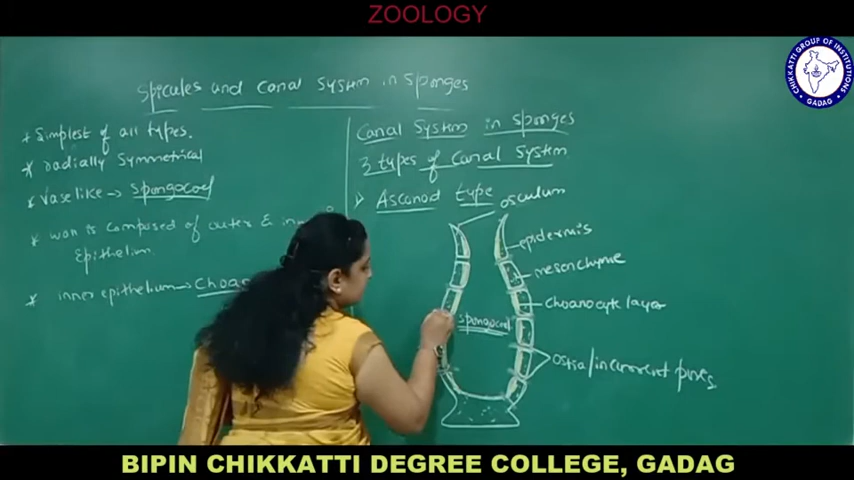 ZOOLOGY
CHIKKATTI GROUP OF INSTITUTIONS
GADAG
Spicules and Canal System in Sponges
* Simplest of all types.
* radially Symmetrical
* Vase like → spongocoel
* wall is composed of outer &
Epithelium
* inner epithelium →
Canal System in Sponges
3 types of Canal System
Asconoid type
osculum
epidermis
mesenchyme
choanocyte layer
spongocoel
ostia/incurrent pores
BIPIN CHIKKATTI DEGREE COLLEGE, GADAG